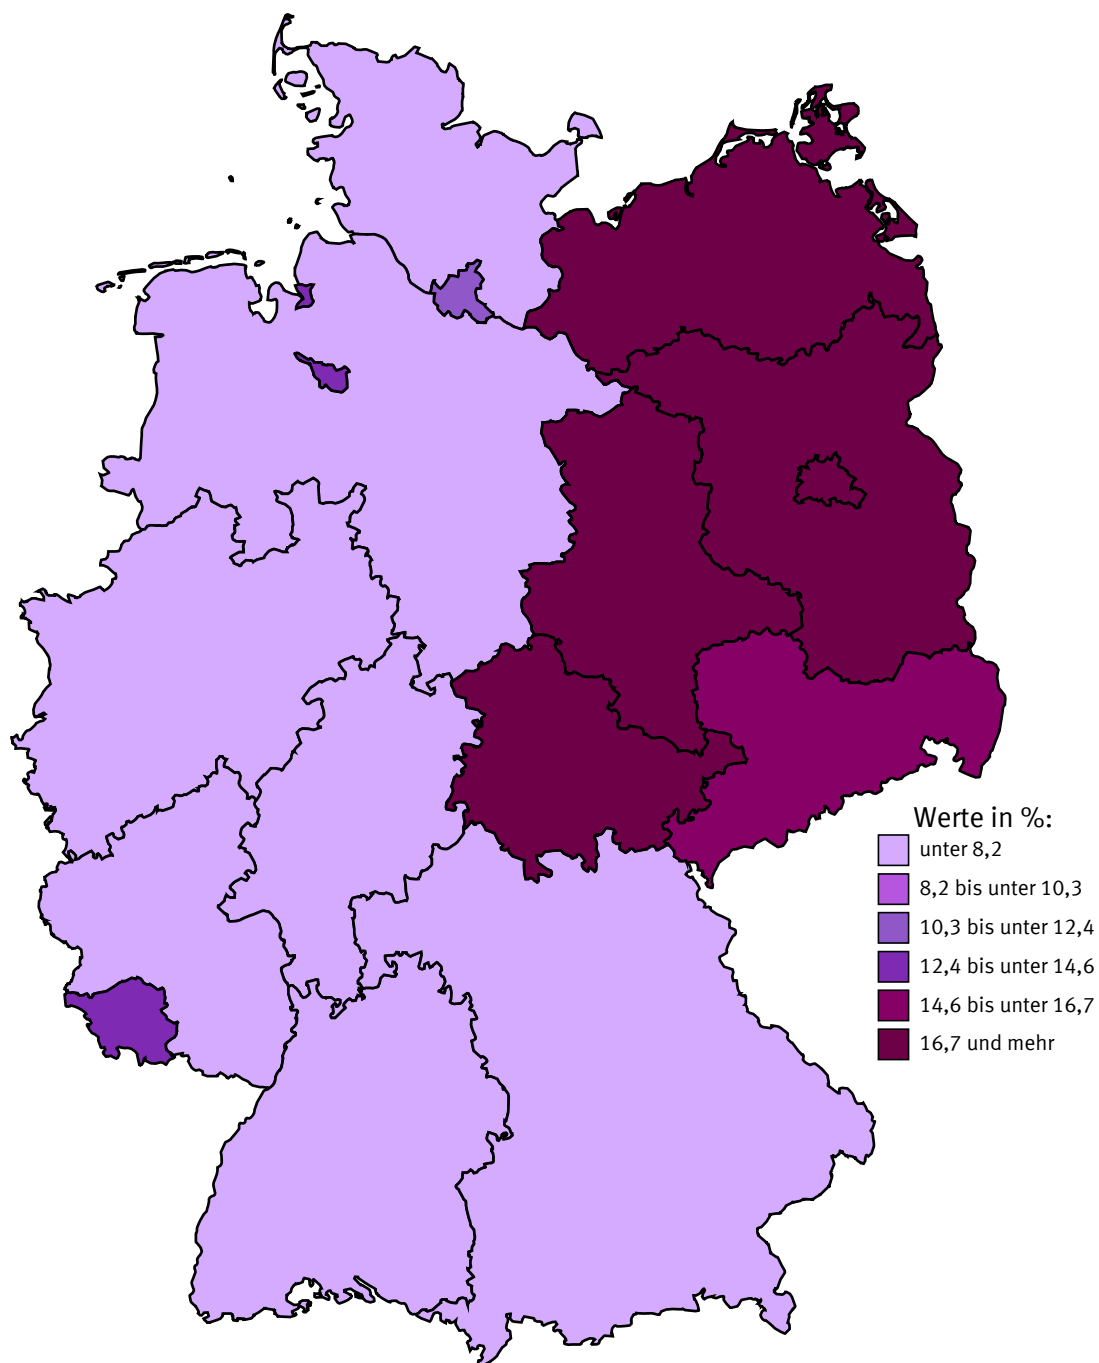 Werte in %:
unter 8,2
8,2 bis unter 10,3
10,3 bis unter 12,4
12,4 bis unter 14,6
14,6 bis unter 16,7
16,7 und mehr